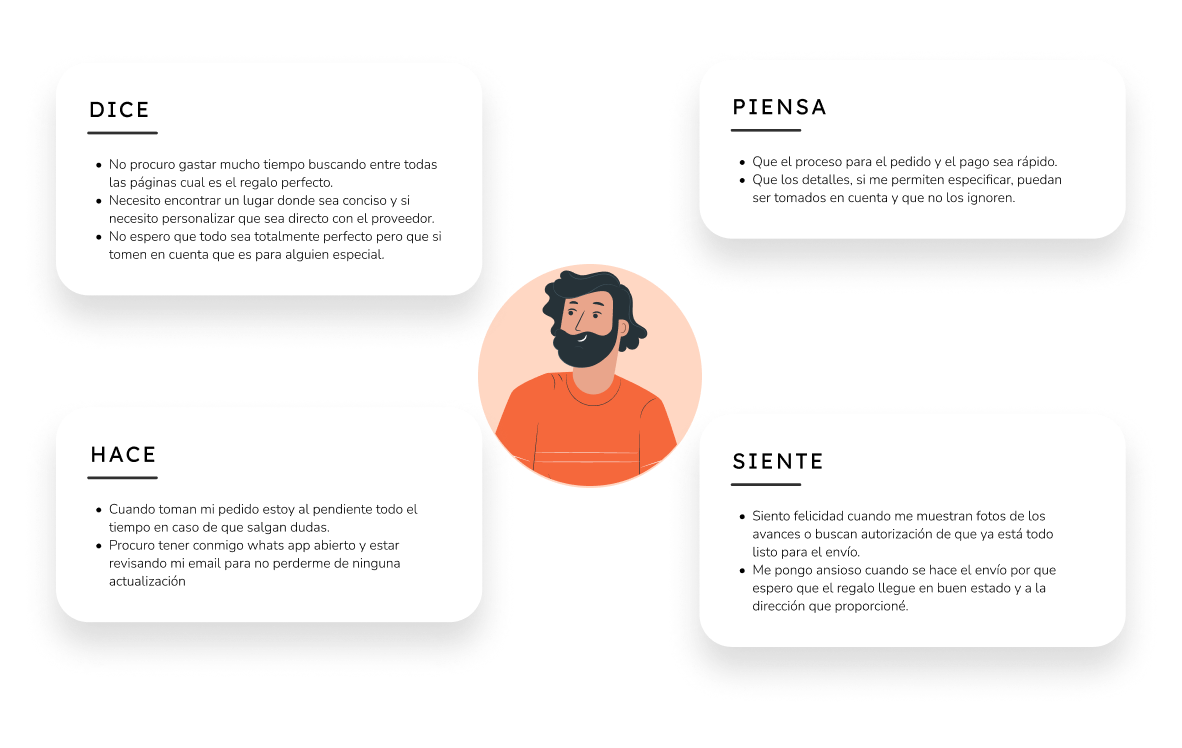 DICE
• No procuro gastar mucho tiempo buscando entre todas
las páginas cual es el regalo perfecto.
• Necesito encontrar un lugar donde sea conciso y si
necesito personalizar que sea directo con el proveedor.
• No espero que todo sea totalmente perfecto pero que si
tomen en cuenta que es para alguien especial.
PIENSA
• Que el proceso para el pedido y el pago sea rápido.
• Que los detalles, si me permiten especificar, puedan
ser tomados en cuenta y que no los ignoren.
HACE
• Cuando toman mi pedido estoy al pendiente todo el
tiempo en caso de que salgan dudas.
• Procuro tener conmigo whats app abierto y estar
revisando mi email para no perderme de ninguna
actualización
SIENTE
• Siento felicidad cuando me muestran fotos de los
avances o buscan autorización de que ya está todo
listo para el envío.
• Me pongo ansioso cuando se hace el envío por que
espero que el regalo llegue en buen estado y a la
dirección que proporcioné.